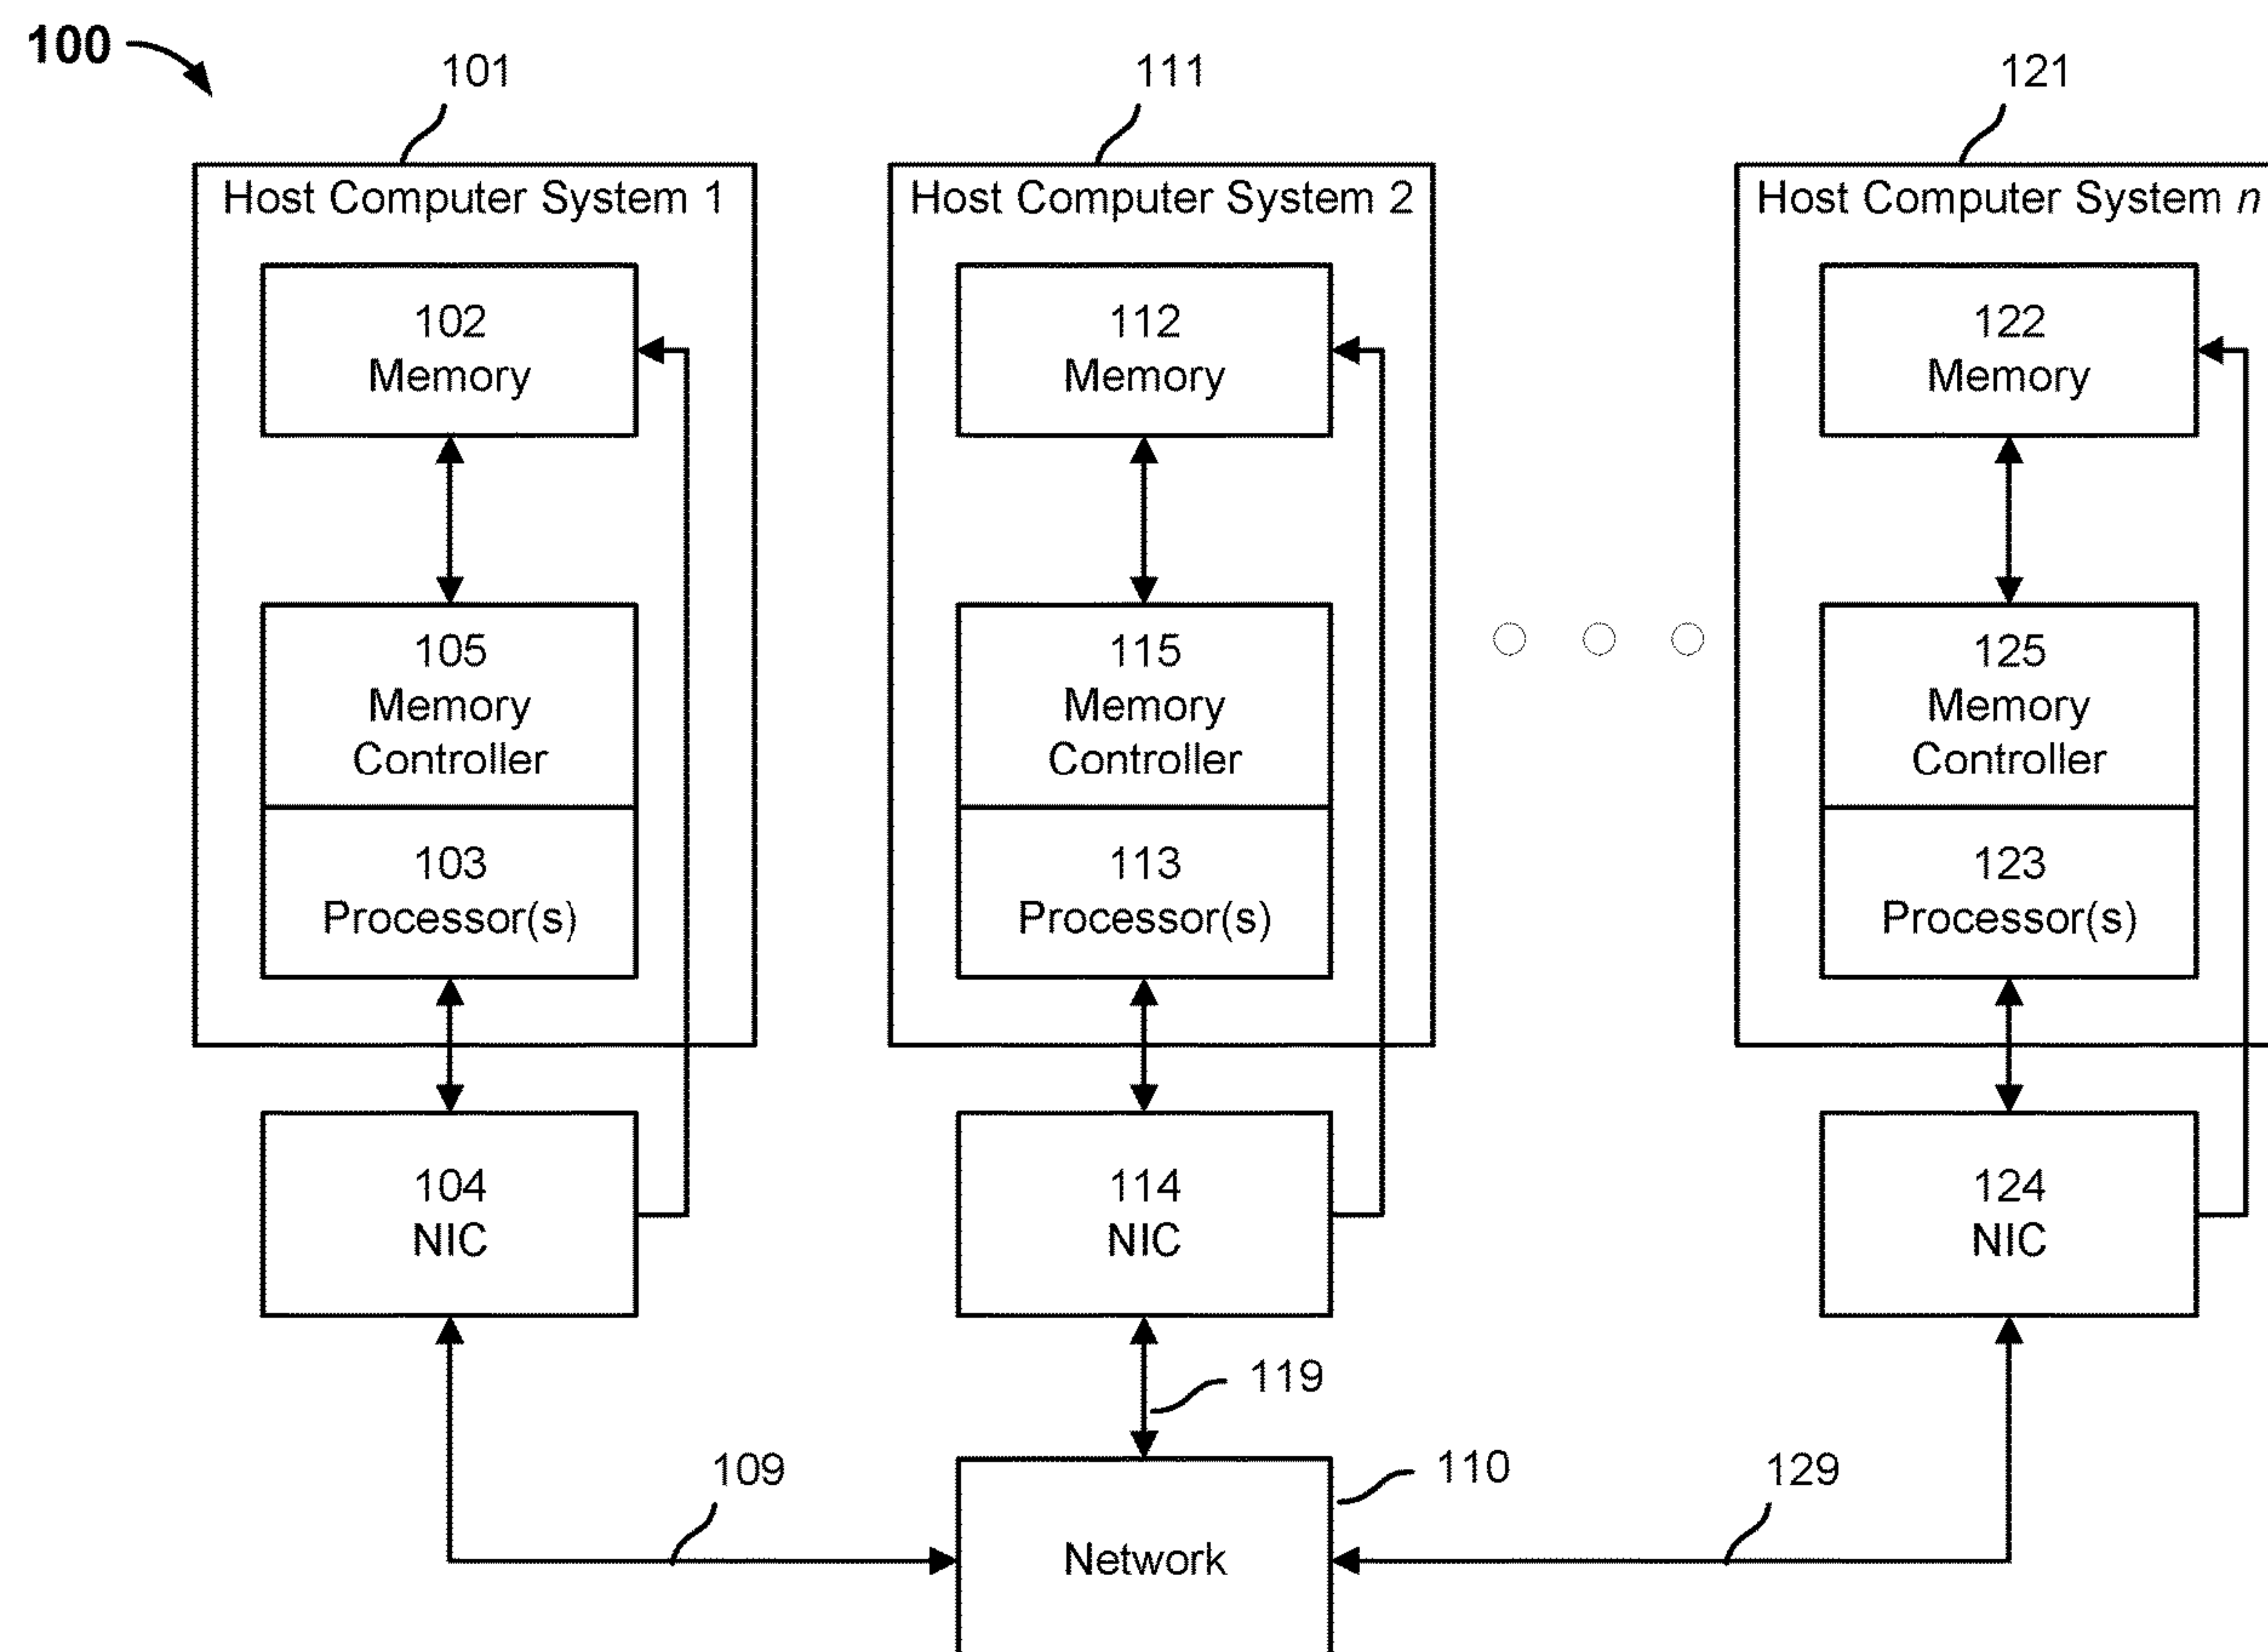 100
101
111
121
Host Computer System 1
Host Computer System 2
Host Computer System n
102
Memory
112
Memory
122
Memory
105
Memory
Controller
115
Memory
Controller
125
Memory
Controller
103
Processor(s)
113
Processor(s)
123
Processor(s)
104
NIC
114
NIC
124
NIC
119
109
110
129
Network